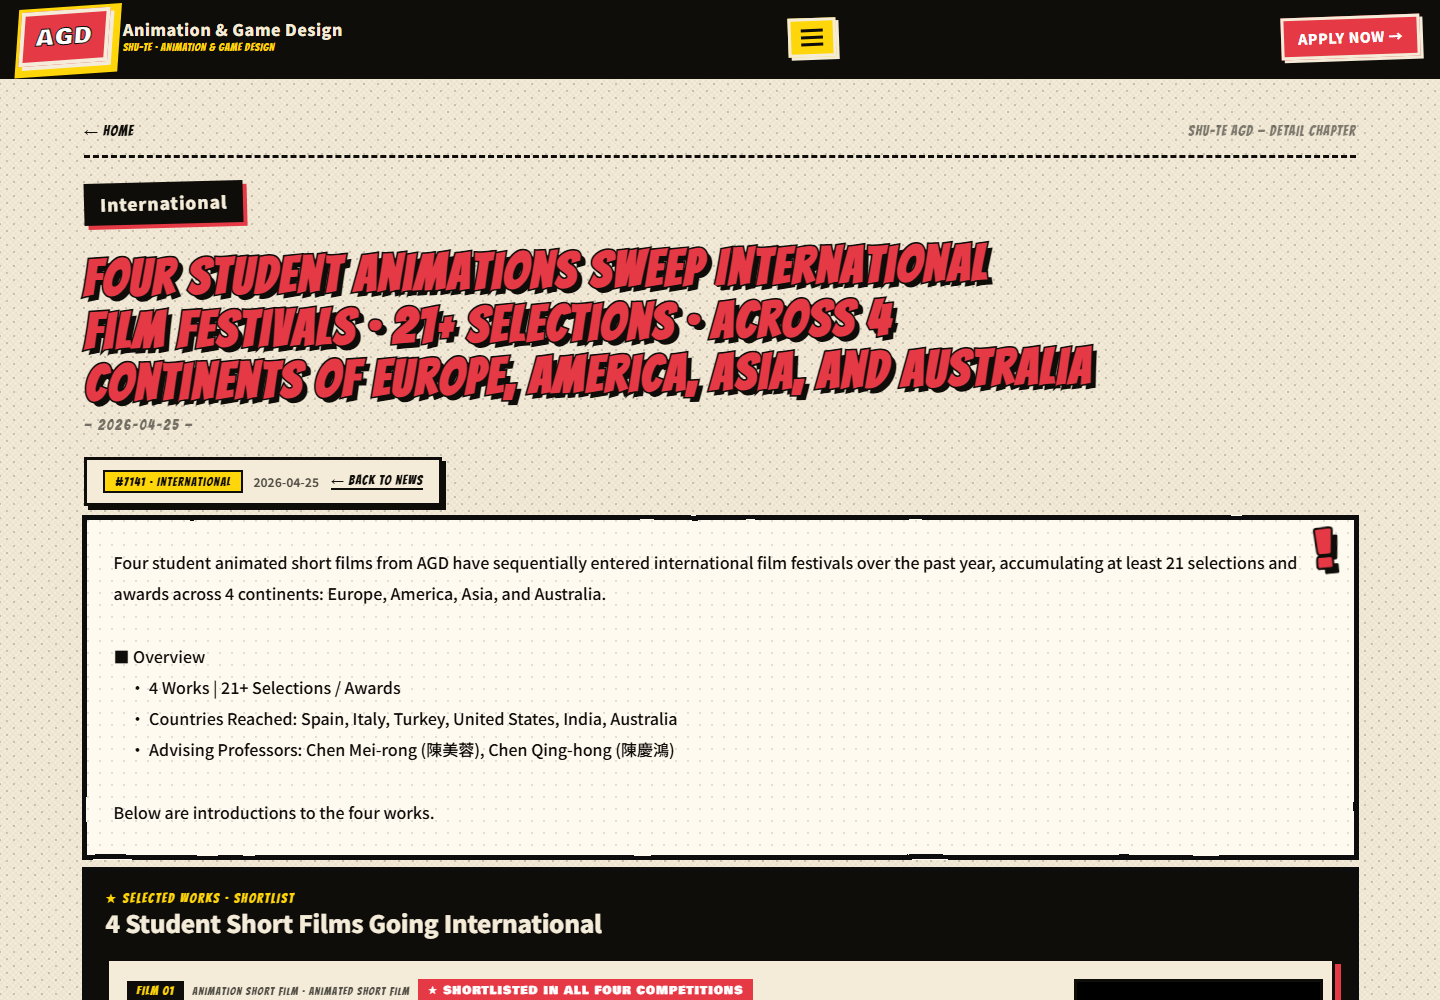 AGD
Animation & Game Design
SHU-TE · ANIMATION & GAME DESIGN
APPLY NOW →
← HOME
SHU-TE AGD — DETAIL CHAPTER
International
FOUR STUDENT ANIMATIONS SWEEP INTERNATIONAL
FILM FESTIVALS · 21+ SELECTIONS · ACROSS 4
CONTINENTS OF EUROPE, AMERICA, ASIA, AND AUSTRALIA
— 2026-04-25 —
#7141 · INTERNATIONAL 2026-04-25 ← BACK TO NEWS
!
Four student animated short films from AGD have sequentially entered international film festivals over the past year, accumulating at least 21 selections and
awards across 4 continents: Europe, America, Asia, and Australia.
■ Overview
・ 4 Works | 21+ Selections / Awards
・ Countries Reached: Spain, Italy, Turkey, United States, India, Australia
・ Advising Professors: Chen Mei-rong (陳美蓉), Chen Qing-hong (陳慶鴻)
Below are introductions to the four works.
★ SELECTED WORKS · SHORTLIST
4 Student Short Films Going International
FILM 01 ANIMATION SHORT FILM · ANIMATED SHORT FILM ★ SHORTLISTED IN ALL FOUR COMPETITIONS